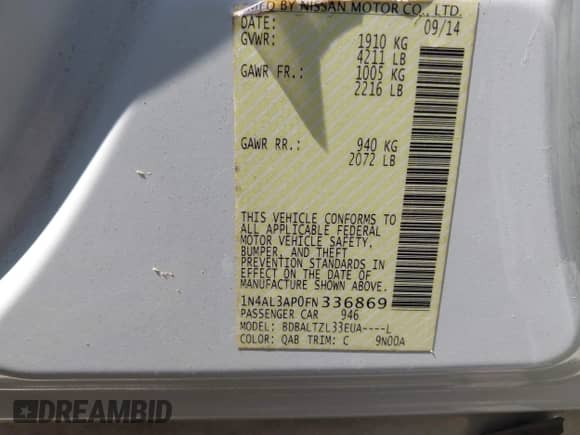 MFD BY NISSAN MOTOR CO., LTD.
DATE: 09/14
GVWR: 1910 KG
4211 LB
GAWR FR.: 1005 KG
2216 LB
GAWR RR.: 940 KG
2072 LB
THIS VEHICLE CONFORMS TO
ALL APPLICABLE FEDERAL
MOTOR VEHICLE SAFETY,
BUMPER, AND THEFT
PREVENTION STANDARDS IN
EFFECT ON THE DATE OF
MANUFACTURE SHOWN ABOVE.
1N4AL3AP0FN336869
PASSENGER CAR 946
MODEL: BDBALTZL33EUA----L
COLOR: QAB TRIM: C 9N00A
DREAMBID